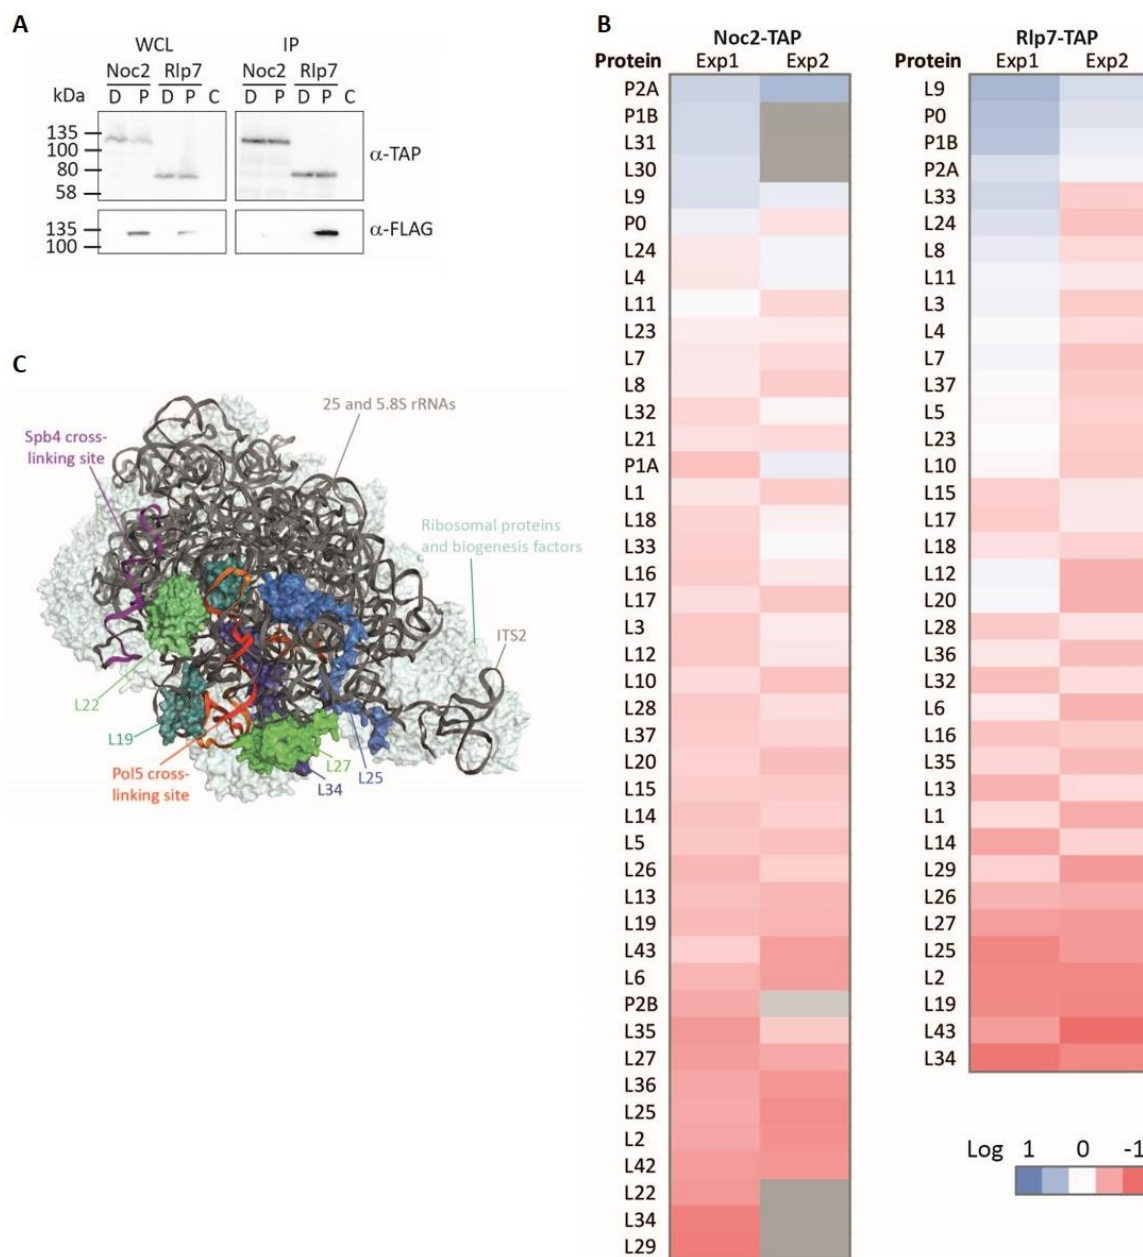 A
WCL IP
Noc2 Rlp7 Noc2 Rlp7
kDa D P D P C D P D P C
135
100
80
58
α-TAP
135
100
α-FLAG
B
Noc2-TAP
Protein Exp1 Exp2
P2A
P1B
L31
L30
L9
P0
L24
L4
L11
L23
L7
L8
L32
L21
P1A
L1
L18
L33
L16
L17
L3
L12
L10
L28
L37
L20
L15
L14
L5
L26
L13
L19
L43
L6
P2B
L35
L27
L36
L25
L2
L42
L22
L34
L29
Rlp7-TAP
Protein Exp1 Exp2
L9
P0
P1B
P2A
L33
L24
L8
L11
L3
L4
L7
L37
L5
L23
L10
L15
L17
L18
L12
L20
L28
L36
L32
L6
L16
L35
L13
L1
L14
L29
L26
L27
L25
L2
L19
L43
L34
Log 1 0 -1
C
25 and 5.8S rRNAs
Spb4 cross-
linking site
Ribosomal proteins
and biogenesis factors
ITS2
L22
L19
L27
L25
L34
Pol5 cross-
linking site